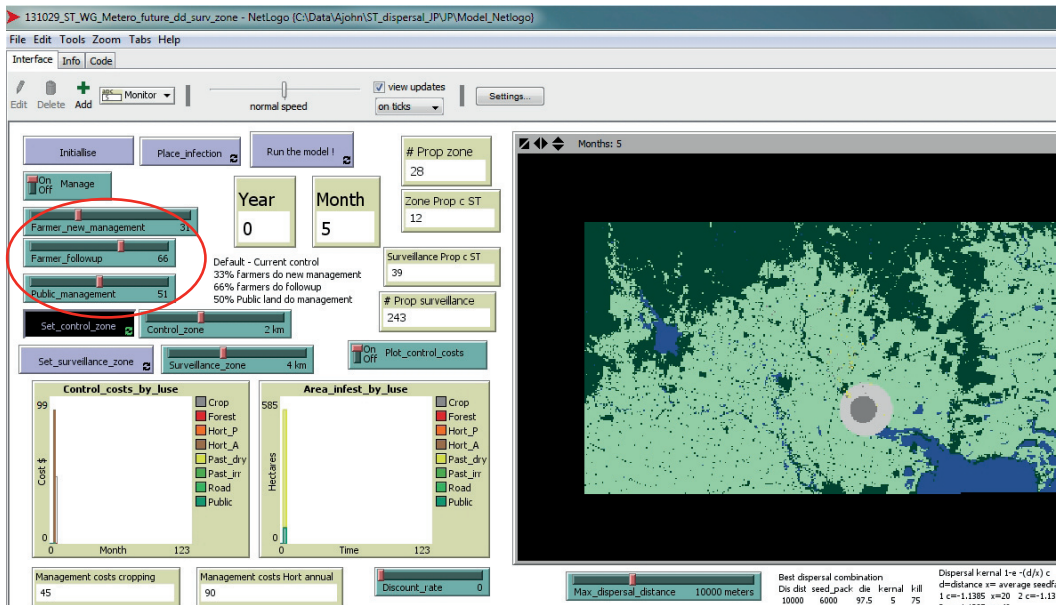 131029_ST_WG_Metero_future_dd_surv_zone - NetLogo {C:\Data\Ajohn\ST_dispersal_JP\JP\Model_Netlogo}
File Edit Tools Zoom Tabs Help
Interface Info Code
Edit Delete Add
ABC Monitor
normal speed
view updates
on ticks
Settings...
Initialise
Place_infection
Run the model !
On
Off
Manage
Farmer_new_management 31
Farmer_followup 66
Public_management 51
Year
0
Month
5
# Prop zone
28
Zone Prop c ST
12
Surveillance Prop c ST
39
# Prop surveillance
243
Default - Current control
33% farmers do new management
66% farmers do followup
50% Public land do management
Set_control_zone
Control_zone 2 km
Set_surveillance_zone
Surveillance_zone 4 km
On
Off
Plot_control_costs
Control_costs_by_luse
99
Cost $
0
0 Month 123
Crop
Forest
Hort_P
Hort_A
Past_dry
Past_irr
Road
Public
Area_infest_by_luse
585
Hectares
0
0 Time 123
Crop
Forest
Hort_P
Hort_A
Past_dry
Past_irr
Road
Public
Management costs cropping
45
Management costs Hort annual
90
Discount_rate 0
Months: 5
Max_dispersal_distance 10000 meters
Best dispersal combination
Dis dist seed_pack die kernal kill
10000 6000 97.5 5 75
Dispersal kernal 1-e -(d/x) c
d=distance x= average seedfa
1 c=-1.1385 x=20 2 c=-1.13